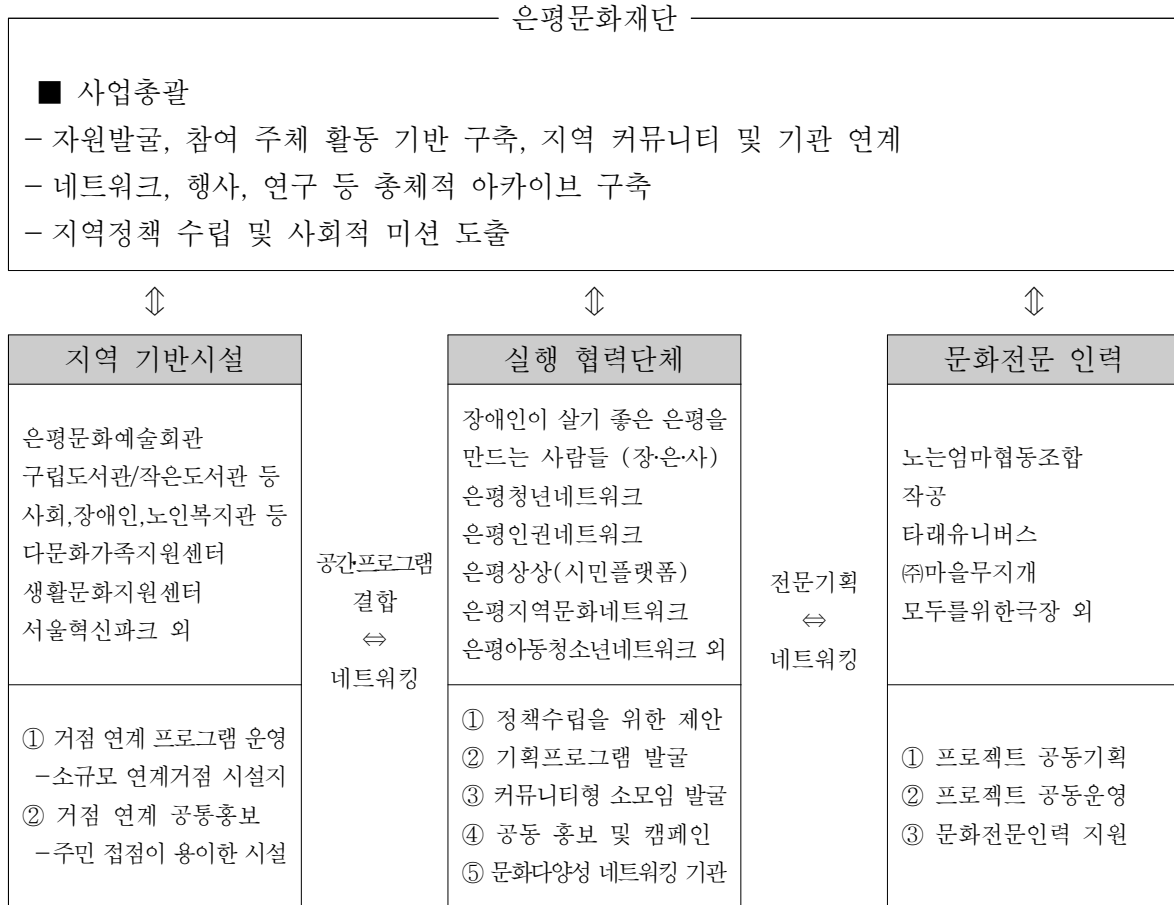 은평문화재단
■ 사업총괄
- 자원발굴, 참여 주체 활동 기반 구축, 지역 커뮤니티 및 기관 연계
- 네트워크, 행사, 연구 등 총체적 아카이브 구축
- 지역정책 수립 및 사회적 미션 도출
⇕
⇕
⇕
지역 기반시설
은평문화예술회관
구립도서관/작은도서관 등
사회,장애인,노인복지관 등
다문화가족지원센터
생활문화지원센터
서울혁신파크 외
① 거점 연계 프로그램 운영
-소규모 연계거점 시설지
② 거점 연계 공통홍보
-주민 접점이 용이한 시설
공간·프로그램
결합
⇔
네트워킹
실행 협력단체
장애인이 살기 좋은 은평을
만드는 사람들 (장·은·사)
은평청년네트워크
은평인권네트워크
은평상상(시민플랫폼)
은평지역문화네트워크
은평아동청소년네트워크 외
① 정책수립을 위한 제안
② 기획프로그램 발굴
③ 커뮤니티형 소모임 발굴
④ 공동 홍보 및 캠페인
⑤ 문화다양성 네트워킹 기관
전문기획
⇔
네트워킹
문화전문 인력
노는엄마협동조합
작공
타래유니버스
㈜마을무지개
모두를위한극장 외
① 프로젝트 공동기획
② 프로젝트 공동운영
③ 문화전문인력 지원